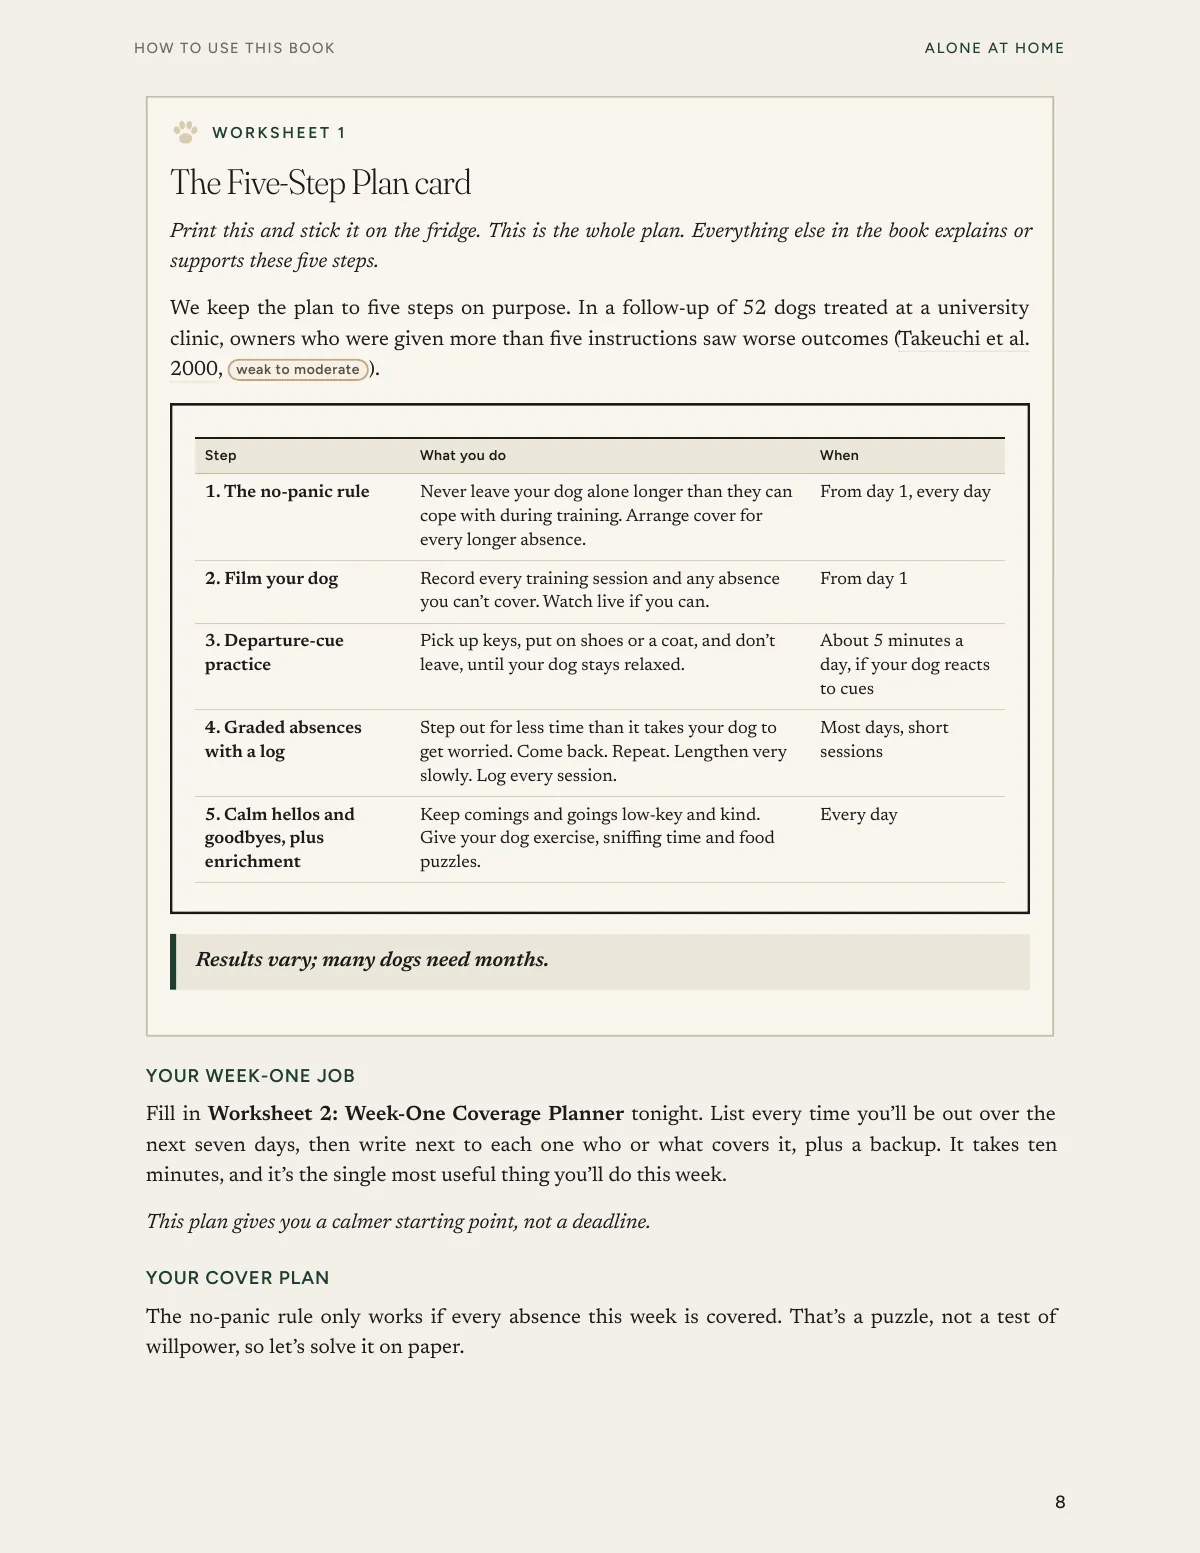 HOW TO USE THIS BOOK
ALONE AT HOME
WORKSHEET 1
The Five-Step Plan card
Print this and stick it on the fridge. This is the whole plan. Everything else in the book explains or
supports these five steps.
We keep the plan to five steps on purpose. In a follow-up of 52 dogs treated at a university
clinic, owners who were given more than five instructions saw worse outcomes (Takeuchi et al.
2000, weak to moderate).
Step
What you do
When
1. The no-panic rule
Never leave your dog alone longer than they can
cope with during training. Arrange cover for
every longer absence.
From day 1, every day
2. Film your dog
Record every training session and any absence
you can’t cover. Watch live if you can.
From day 1
3. Departure-cue
practice
Pick up keys, put on shoes or a coat, and don’t
leave, until your dog stays relaxed.
About 5 minutes a
day, if your dog reacts
to cues
4. Graded absences
with a log
Step out for less time than it takes your dog to
get worried. Come back. Repeat. Lengthen very
slowly. Log every session.
Most days, short
sessions
5. Calm hellos and
goodbyes, plus
enrichment
Keep comings and goings low-key and kind.
Give your dog exercise, sniffing time and food
puzzles.
Every day
Results vary; many dogs need months.
YOUR WEEK-ONE JOB
Fill in Worksheet 2: Week-One Coverage Planner tonight. List every time you’ll be out over the
next seven days, then write next to each one who or what covers it, plus a backup. It takes ten
minutes, and it’s the single most useful thing you’ll do this week.
This plan gives you a calmer starting point, not a deadline.
YOUR COVER PLAN
The no-panic rule only works if every absence this week is covered. That’s a puzzle, not a test of
willpower, so let’s solve it on paper.
8